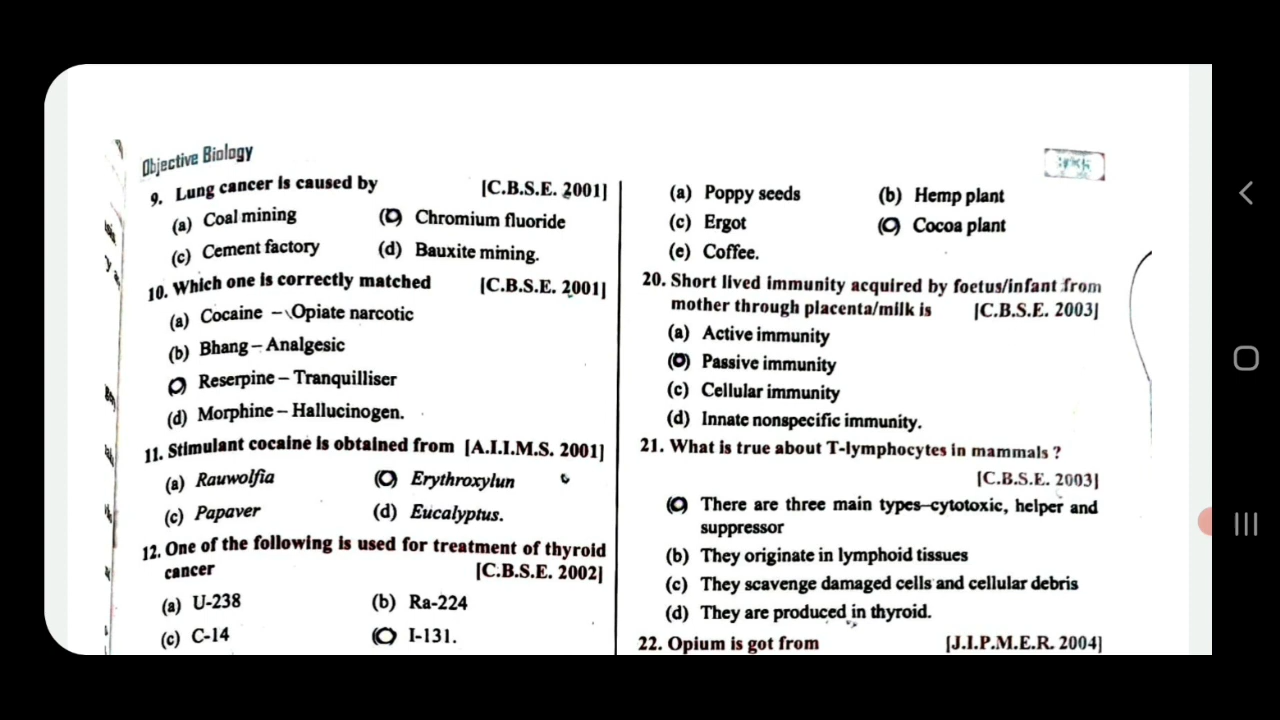 Objective Biology
9. Lung cancer is caused by [C.B.S.E. 2001]
(a) Coal mining (b) Chromium fluoride
(c) Cement factory (d) Bauxite mining.
10. Which one is correctly matched [C.B.S.E. 2001]
(a) Cocaine – Opiate narcotic
(b) Bhang – Analgesic
Reserpine – Tranquilliser
(d) Morphine – Hallucinogen.
11. Stimulant cocaine is obtained from [A.I.I.M.S. 2001]
(a) Rauwolfia Erythroxylun
(c) Papaver (d) Eucalyptus.
12. One of the following is used for treatment of thyroid
cancer [C.B.S.E. 2002]
(a) U-238 (b) Ra-224
(c) C-14 I-131.
(a) Poppy seeds (b) Hemp plant
(c) Ergot Cocoa plant
(e) Coffee.
20. Short lived immunity acquired by foetus/infant from
mother through placenta/milk is [C.B.S.E. 2003]
(a) Active immunity
(b) Passive immunity
(c) Cellular immunity
(d) Innate nonspecific immunity.
21. What is true about T-lymphocytes in mammals ?
[C.B.S.E. 2003]
(a) There are three main types–cytotoxic, helper and
suppressor
(b) They originate in lymphoid tissues
(c) They scavenge damaged cells and cellular debris
(d) They are produced in thyroid.
22. Opium is got from [J.I.P.M.E.R. 2004]